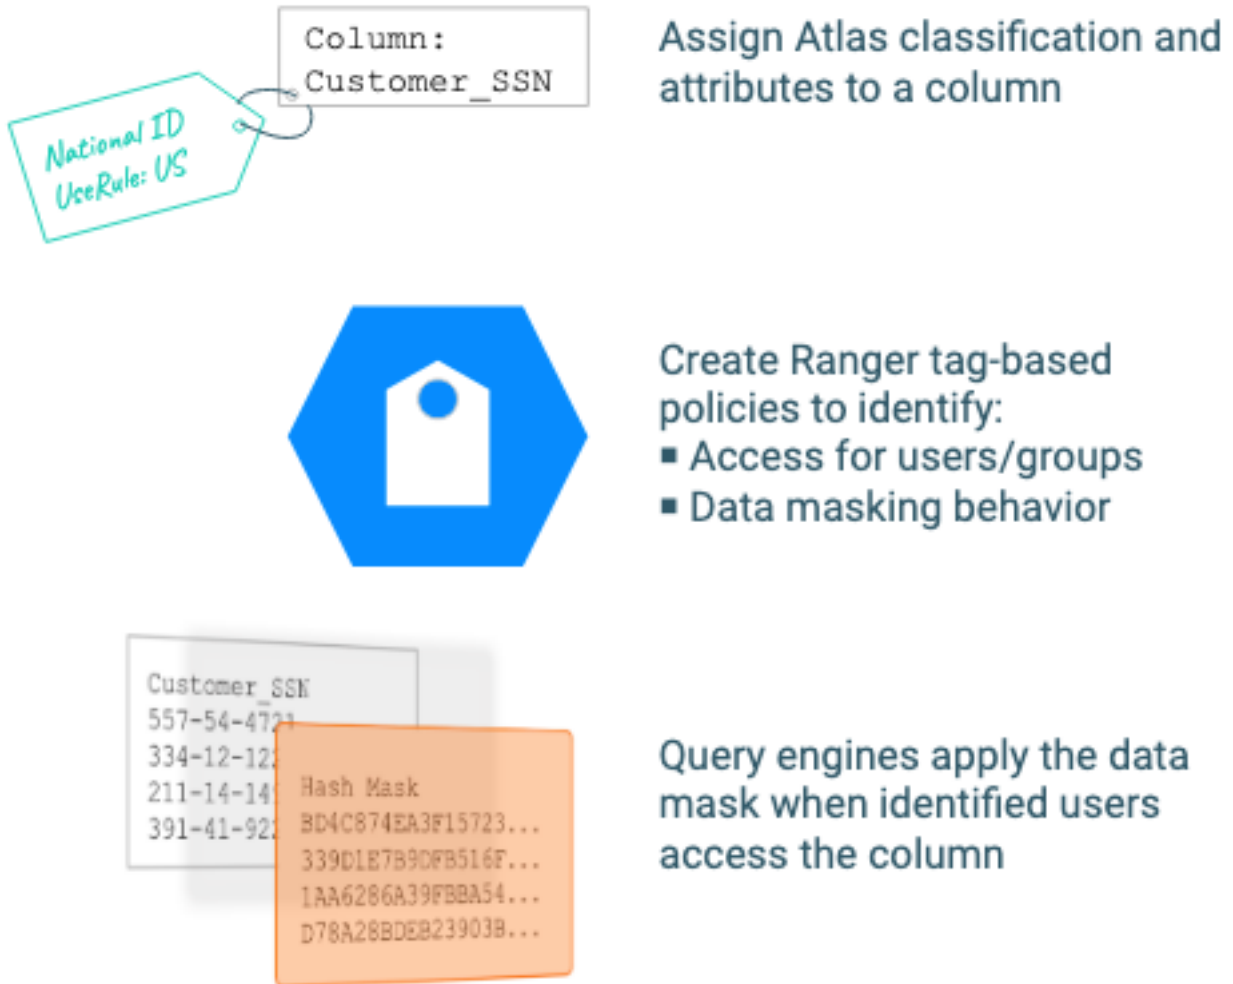 Column:
Customer_SSN
Assign Atlas classification and
attributes to a column
National ID
UseRule: US
Create Ranger tag-based
policies to identify:
▪ Access for users/groups
▪ Data masking behavior
Customer_SSN
557-54-4721
334-12-12
211-14-14
391-41-92
Hash Mask
BD4C874EA3F15723...
339D1E7B9DFB516F...
1AA6286A39FBBA54...
D78A28BDEB23903B...
Query engines apply the data
mask when identified users
access the column